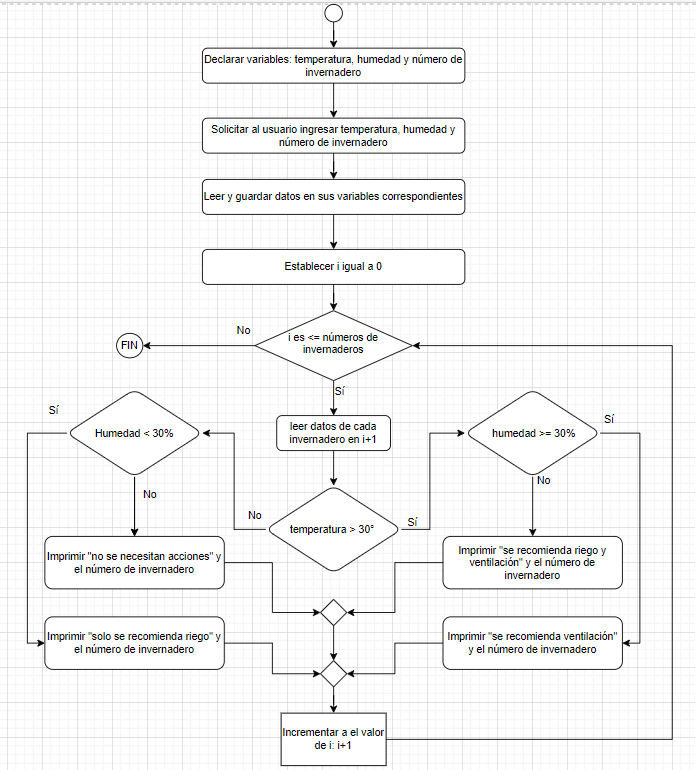 Declarar variables: temperatura, humedad y número de
invernadero
Solicitar al usuario ingresar temperatura, humedad y
número de invernadero
Leer y guardar datos en sus variables correspondientes
Establecer i igual a 0
i es <= números de
invernaderos
No
FIN
Sí
leer datos de cada
invernadero en i+1
temperatura > 30°
No
Sí
Humedad < 30%
Sí
No
humedad >= 30%
Sí
No
Imprimir "no se necesitan acciones" y
el número de invernadero
Imprimir "se recomienda riego y
ventilación" y el número de
invernadero
Imprimir "solo se recomienda riego" y
el número de invernadero
Imprimir "se recomienda ventilación"
y el número de invernadero
Incrementar a el valor
de i: i+1